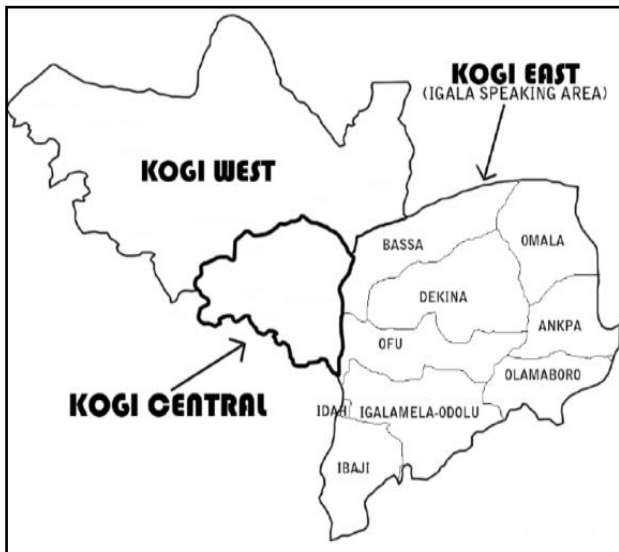 KOGI EAST
(IGALA SPEAKING AREA)
KOGI WEST
BASSA
OMALA
DEKINA
ANKPA
OFU
OLAMABORO
KOGI CENTRAL
IDAH
IGALAMELA-ODOLU
IBAJI